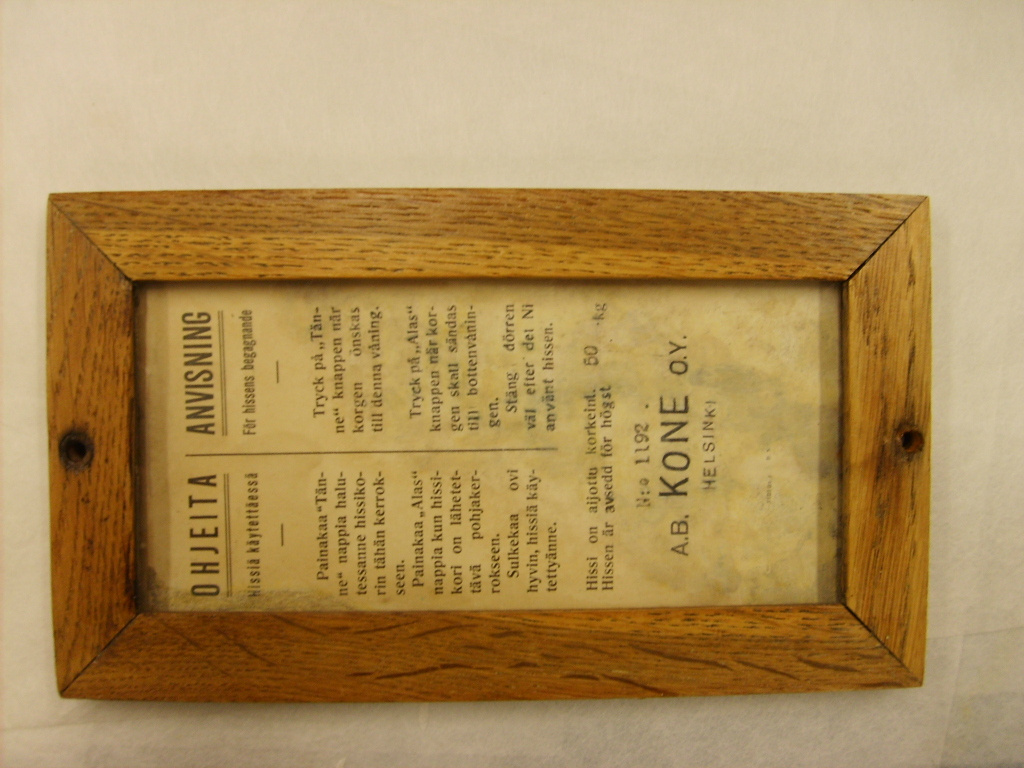 OHJEITA
Hissiä käytettäessä
Painakaa "Tän-
ne" nappia halu-
tessanne hissiko-
rin tähän kerrok-
seen.
Painakaa „Alas"
nappia kun hissi-
kori on lähetet-
tävä pohjaker-
rokseen.
Sulkekaa ovi
hyvin, hissiä käy-
tettyänne.
ANVISNING
För hissens begagnande
Tryck på „Tän-
ne" knappen när
korgen önskas
till denna våning.
Tryck på „Alas"
knappen när kor-
gen skall sändas
till bottenvånin-
gen.
Stäng dörren
väl efter det Ni
använt hissen.
Hissi on aijottu korkeint. 50 kg
Hissen är avsedd för högst
N:o 1192.
A.B. KONE O.Y.
HELSINKI